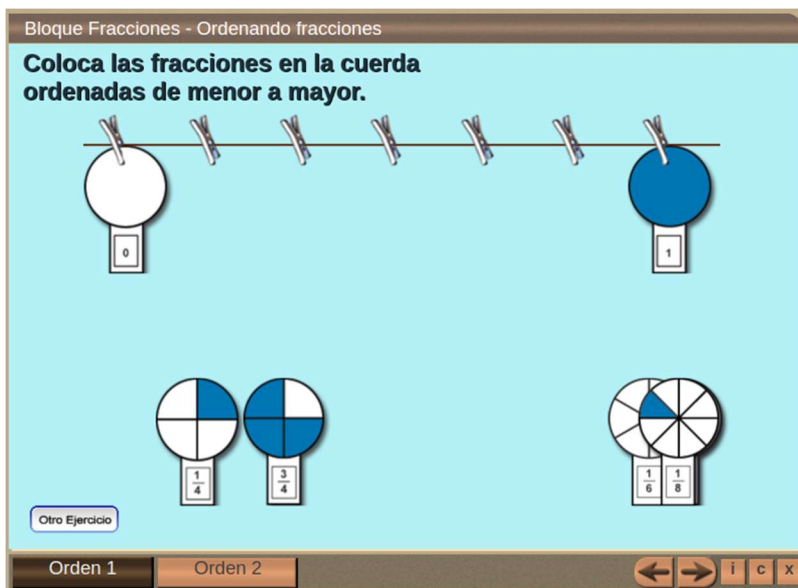 Bloque Fracciones - Ordenando fracciones
Coloca las fracciones en la cuerda
ordenadas de menor a mayor.
0
1
1
4
3
4
1
6
1
8
Otro Ejercicio
Orden 1
Orden 2
i
c
x